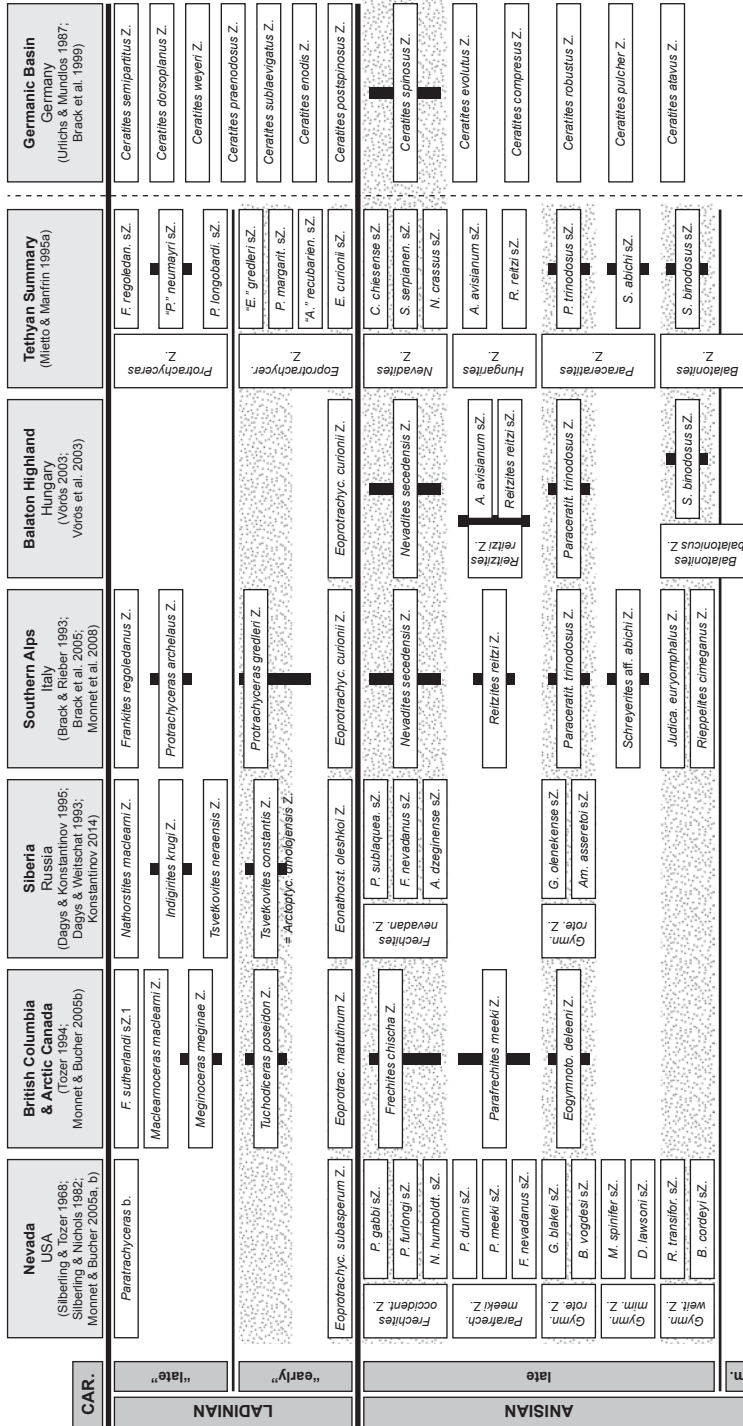 CAR.
LADINIAN
"late"
"early"
ANISIAN
late
m.
Nevada
USA
(Silberling & Tozer 1968;
Silberling & Nichols 1982;
Monnet & Bucher 2005a, b)
Paratrachyceras b.
Eoprotrachyc. subasperum Z.
Frechites
occident.
Z.
P. gabbi sZ.
P. furlongi sZ.
N. humboldt. sZ.
Parafrech.
meeki Z.
P. dunni sZ.
P. meeki sZ.
F. nevadanus sZ.
Gymn.
rote. Z.
G. blakei sZ.
B. vogdesi sZ.
Gymn.
mim. Z.
M. spinifer sZ.
D. lawsoni sZ.
Gymn.
weit. Z.
R. transifor. sZ.
B. cordeyi sZ.
British Columbia
& Arctic Canada
(Tozer 1994;
Monnet & Bucher 2005b)
F. sutherlandi sZ.1
Maclearnoceras maclearni Z.
Meginoceras meginae Z.
Tuchodiceras poseidon Z.
Eoprotrac. matutinum Z.
Frechites chischa Z.
Parafrechites meeki Z.
Eogymnoto. deleeni Z.
Siberia
Russia
(Dagys & Konstantinov 1995;
Dagys & Weitschat 1993;
Konstantinov 2014)
Nathorstites maclearni Z.
Indigirites krugi Z.
Tsvetkovites neraensis Z.
Tsvetkovites constantis Z.
= Arctoptyc. omolojensis Z.
Eonathorst. oleshkoi Z.
Frechites
nevadan. Z.
P. sublaquea. sZ.
F. nevadanus sZ.
A. dzeginense sZ.
Gymn.
rote. Z.
G. olenekense sZ.
Am. asseretoi sZ.
Southern Alps
Italy
(Brack & Rieber 1993;
Brack et al. 2005;
Monnet et al. 2008)
Frankites regoledanus Z.
Protrachyceras archelaus Z.
Protrachyceras gredleri Z.
Eoprotrachyc. curionii Z.
Nevadites secedensis Z.
Reitzites reitzi Z.
Paraceratit. trinodosus Z.
Schreyerites aff. abichi Z.
Judica. euryomphalus Z.
Rieppelites cimeganus Z.
Balaton Highland
Hungary
(Vörös 2003;
Vörös et al. 2003)
Eoprotrachyc. curionii Z.
Nevadites secedensis Z.
Reitzites
reitzi Z.
A. avisianum sZ.
Reitzites reitzi sZ.
Paraceratit. trinodosus Z.
Balatonites
balatonicus Z.
S. binodosus sZ.
Tethyan Summary
(Mietto & Manfrin 1995a)
Protrachyceras
Z.
F. regoledan. sZ.
"P." neumayri sZ.
P. longobardi. sZ.
Eoprotrachycer.
Z.
"E." gredleri sZ.
P. margarit. sZ.
"A." recubarien. sZ.
E. curionii sZ.
Nevadites
Z.
C. chiesense sZ.
S. serpianen. sZ.
N. crassus sZ.
Hungarites
Z.
A. avisianum sZ.
R. reitzi sZ.
Paraceratites
Z.
P. trinodosus sZ.
S. abichi sZ.
Balatonites
Z.
S. binodosus sZ.
Germanic Basin
Germany
(Urlichs & Mundlos 1987;
Brack et al. 1999)
Ceratites semipartitus Z.
Ceratites dorsoplanus Z.
Ceratites weyeri Z.
Ceratites praenodosus Z.
Ceratites sublaevigatus Z.
Ceratites enodis Z.
Ceratites postspinosus Z.
Ceratites spinosus Z.
Ceratites evolutus Z.
Ceratites compresus Z.
Ceratites robustus Z.
Ceratites pulcher Z.
Ceratites atavus Z.